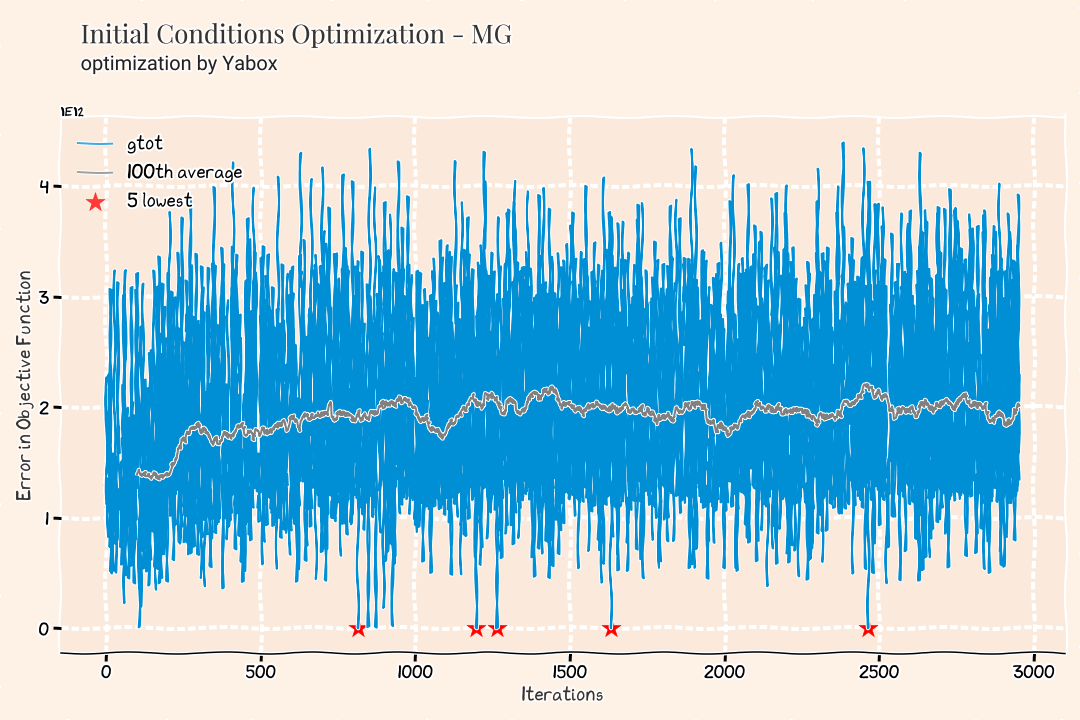 Initial Conditions Optimization - MG
optimization by Yabox
1E12
gtot
100th average
5 lowest
4
3
2
1
0
Error in Objective Function
0 500 1000 1500 2000 2500 3000
Iterations